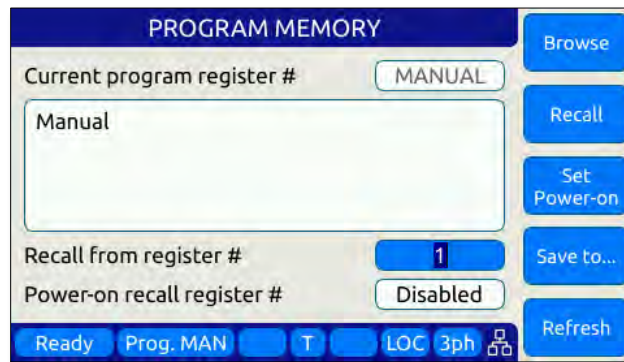 PROGRAM MEMORY
Current program register # MANUAL
Manual
Recall from register # 1
Power-on recall register # Disabled
Ready Prog. MAN T LOC 3ph
Browse
Recall
Set
Power-on
Save to...
Refresh